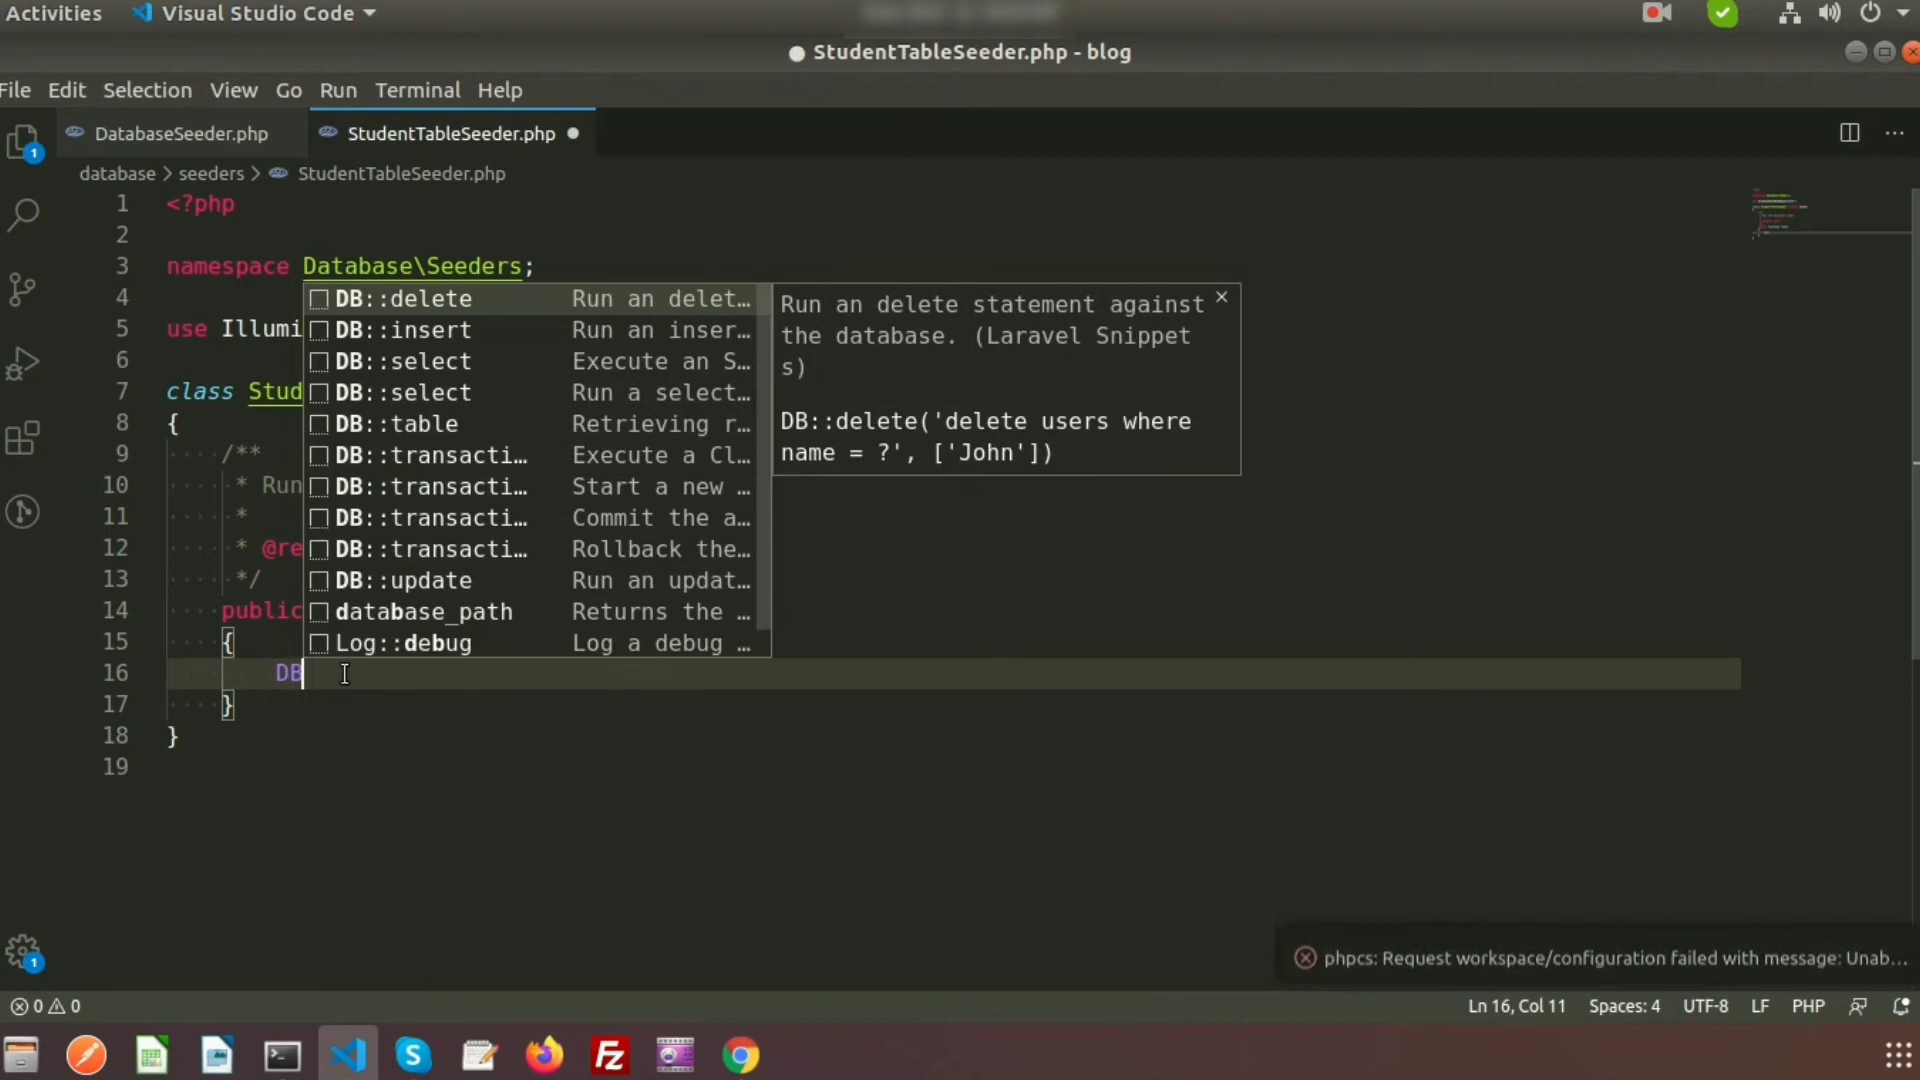 Activities Visual Studio Code
StudentTableSeeder.php - blog
File Edit Selection View Go Run Terminal Help
DatabaseSeeder.php StudentTableSeeder.php
database > seeders > StudentTableSeeder.php
1 <?php
2
3 namespace Database\Seeders;
4
5 use Illumi
6
7 class Stud
8 {
9 /**
10 * Run
11 *
12 * @re
13 */
14 public
15 {
16 DB
17 }
18 }
19
DB::delete Run an delet…
DB::insert Run an inser…
DB::select Execute an S…
DB::select Run a select…
DB::table Retrieving r…
DB::transacti… Execute a Cl…
DB::transacti… Start a new …
DB::transacti… Commit the a…
DB::transacti… Rollback the…
DB::update Run an updat…
database_path Returns the …
Log::debug Log a debug …
Run an delete statement against
the database. (Laravel Snippet
s)
DB::delete('delete users where
name = ?', ['John'])
1
1
phpcs: Request workspace/configuration failed with message: Unab...
0 0 Ln 16, Col 11 Spaces: 4 UTF-8 LF PHP